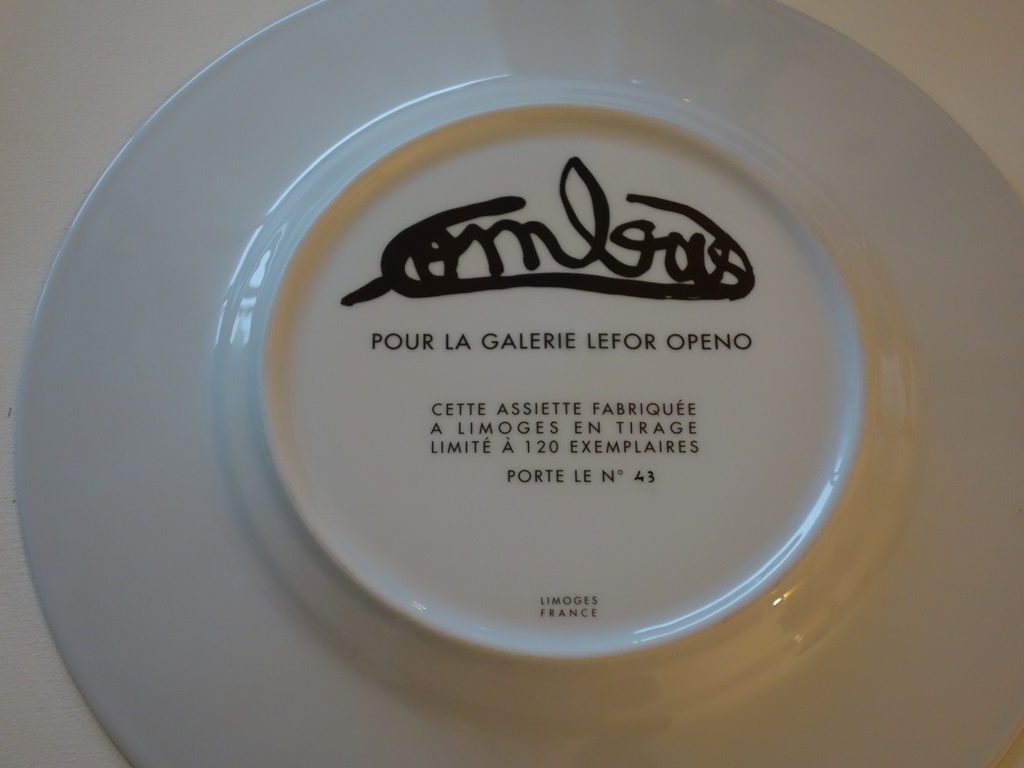 Combas
POUR LA GALERIE LEFOR OPENO
CETTE ASSIETTE FABRIQUÉE
A LIMOGES EN TIRAGE
LIMITÉ À 120 EXEMPLAIRES
PORTE LE N° 43
LIMOGES
FRANCE